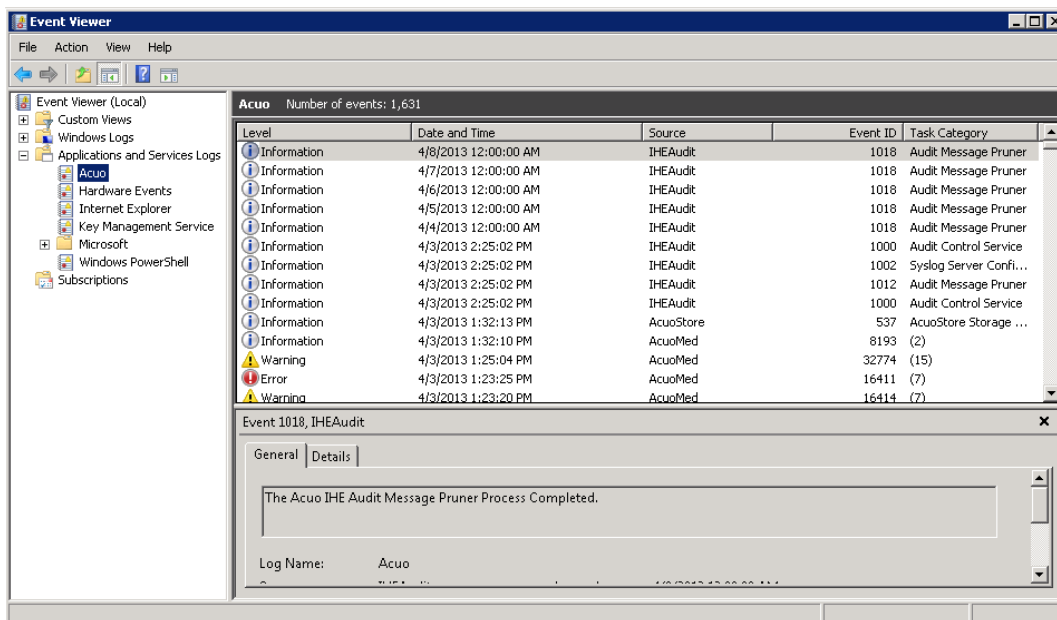 Event Viewer
File Action View Help
Event Viewer (Local)
Custom Views
Windows Logs
Applications and Services Logs
Acuo
Hardware Events
Internet Explorer
Key Management Service
Microsoft
Windows PowerShell
Subscriptions
Acuo Number of events: 1,631
Level Date and Time Source Event ID Task Category
Information 4/8/2013 12:00:00 AM IHEAudit 1018 Audit Message Pruner
Information 4/7/2013 12:00:00 AM IHEAudit 1018 Audit Message Pruner
Information 4/6/2013 12:00:00 AM IHEAudit 1018 Audit Message Pruner
Information 4/5/2013 12:00:00 AM IHEAudit 1018 Audit Message Pruner
Information 4/4/2013 12:00:00 AM IHEAudit 1018 Audit Message Pruner
Information 4/3/2013 2:25:02 PM IHEAudit 1000 Audit Control Service
Information 4/3/2013 2:25:02 PM IHEAudit 1002 Syslog Server Confi...
Information 4/3/2013 2:25:02 PM IHEAudit 1012 Audit Message Pruner
Information 4/3/2013 2:25:02 PM IHEAudit 1000 Audit Control Service
Information 4/3/2013 1:32:13 PM AcuoStore 537 AcuoStore Storage ...
Information 4/3/2013 1:32:10 PM AcuoMed 8193 (2)
Warning 4/3/2013 1:25:04 PM AcuoMed 32774 (15)
Error 4/3/2013 1:23:25 PM AcuoMed 16411 (7)
Warning 4/3/2013 1:23:20 PM AcuoMed 16414 (7)
Event 1018, IHEAudit
General Details
The Acuo IHE Audit Message Pruner Process Completed.
Log Name: Acuo